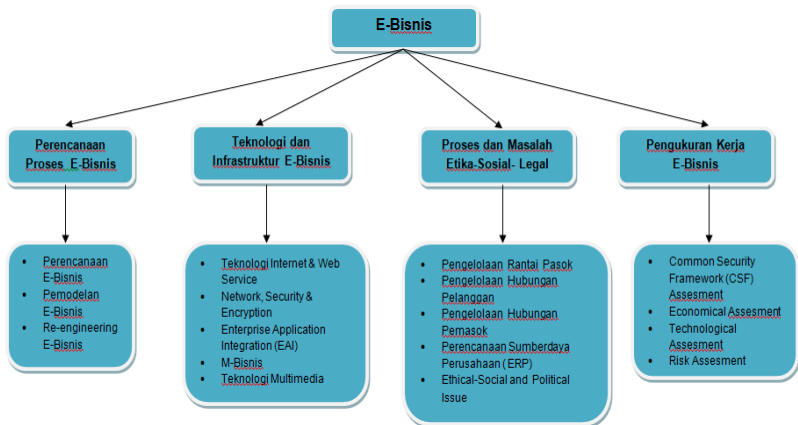 E-Bisnis
Perencanaan
Proses E-Bisnis
Teknologi dan
Infrastruktur E-Bisnis
Proses dan Masalah
Etika-Sosial- Legal
Pengukuran Kerja
E-Bisnis
• Perencanaan
E-Bisnis
• Pemodelan
E-Bisnis
• Re-engineering
E-Bisnis
• Teknologi Internet & Web
Service
• Network, Security &
Encryption
• Enterprise Application
Integration (EAI)
• M-Bisnis
• Teknologi Multimedia
• Pengelolaan Rantai Pasok
• Pengelolaan Hubungan
Pelanggan
• Pengelolaan Hubungan
Pemasok
• Perencanaan Sumberdaya
Perusahaan (ERP)
• Ethical-Social and Political
Issue
• Common Security
Framework (CSF)
Assesment
• Economical Assesment
• Technological
Assesment
• Risk Assesment